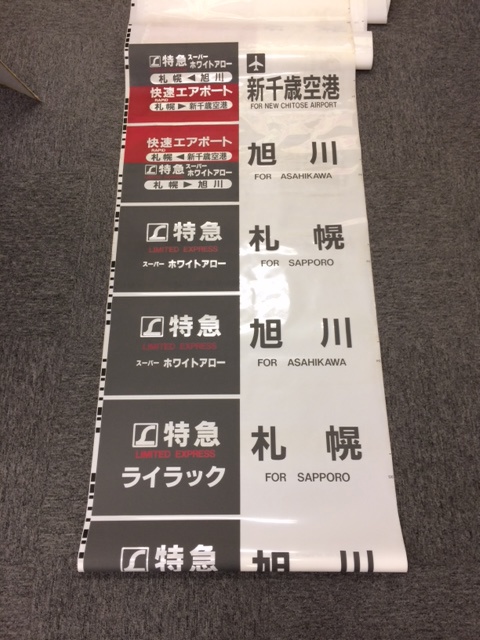 特急 スーパー ホワイトアロー
札幌 ◀ 旭川
快速エアポート
RAPID
札幌 ▶ 新千歳空港
新千歳空港
FOR NEW CHITOSE AIRPORT
快速エアポート
RAPID
札幌 ◀ 新千歳空港
特急 スーパー ホワイトアロー
札幌 ▶ 旭川
旭川
FOR ASAHIKAWA
特急
LIMITED EXPRESS
スーパー ホワイトアロー
札幌
FOR SAPPORO
特急
LIMITED EXPRESS
スーパー ホワイトアロー
旭川
FOR ASAHIKAWA
特急
LIMITED EXPRESS
ライラック
札幌
FOR SAPPORO
特急
旭川